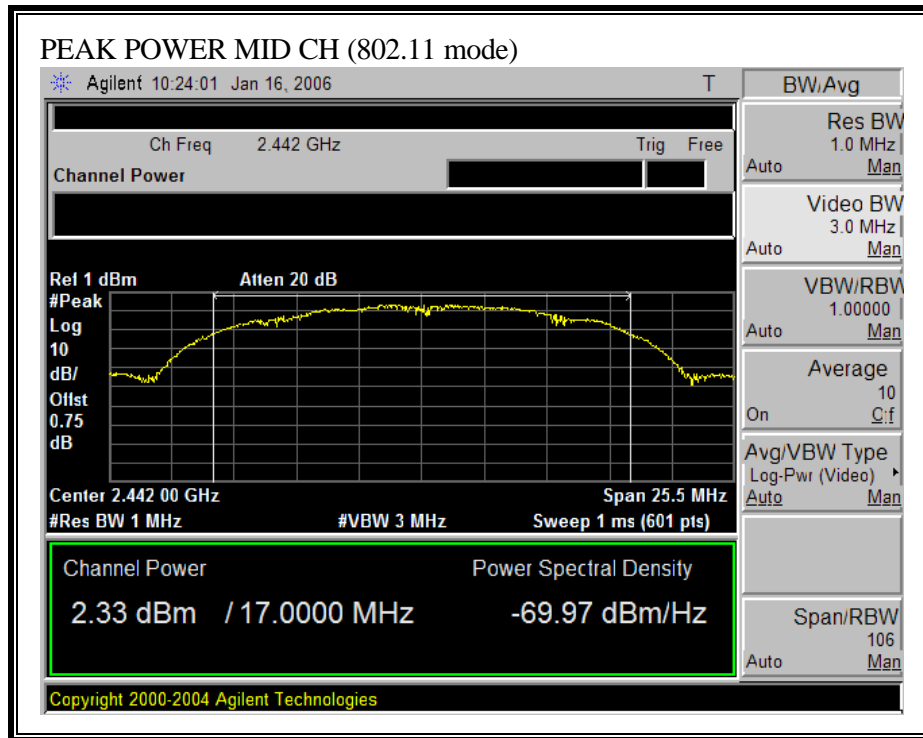 PEAK POWER MID CH (802.11 mode)
Agilent 10:24:01 Jan 16, 2006 T
Ch Freq 2.442 GHz Trig Free
Channel Power
Ref 1 dBm Atten 20 dB
#Peak
Log
10
dB/
Offst
0.75
dB
Center 2.442 00 GHz Span 25.5 MHz
#Res BW 1 MHz #VBW 3 MHz Sweep 1 ms (601 pts)
Channel Power Power Spectral Density
2.33 dBm / 17.0000 MHz -69.97 dBm/Hz
Copyright 2000-2004 Agilent Technologies
BW/Avg
Res BW
1.0 MHz
Auto Man
Video BW
3.0 MHz
Auto Man
VBW/RBW
1.00000
Auto Man
Average
10
On Off
Avg/VBW Type
Log-Pwr (Video)
Auto Man
Span/RBW
106
Auto Man